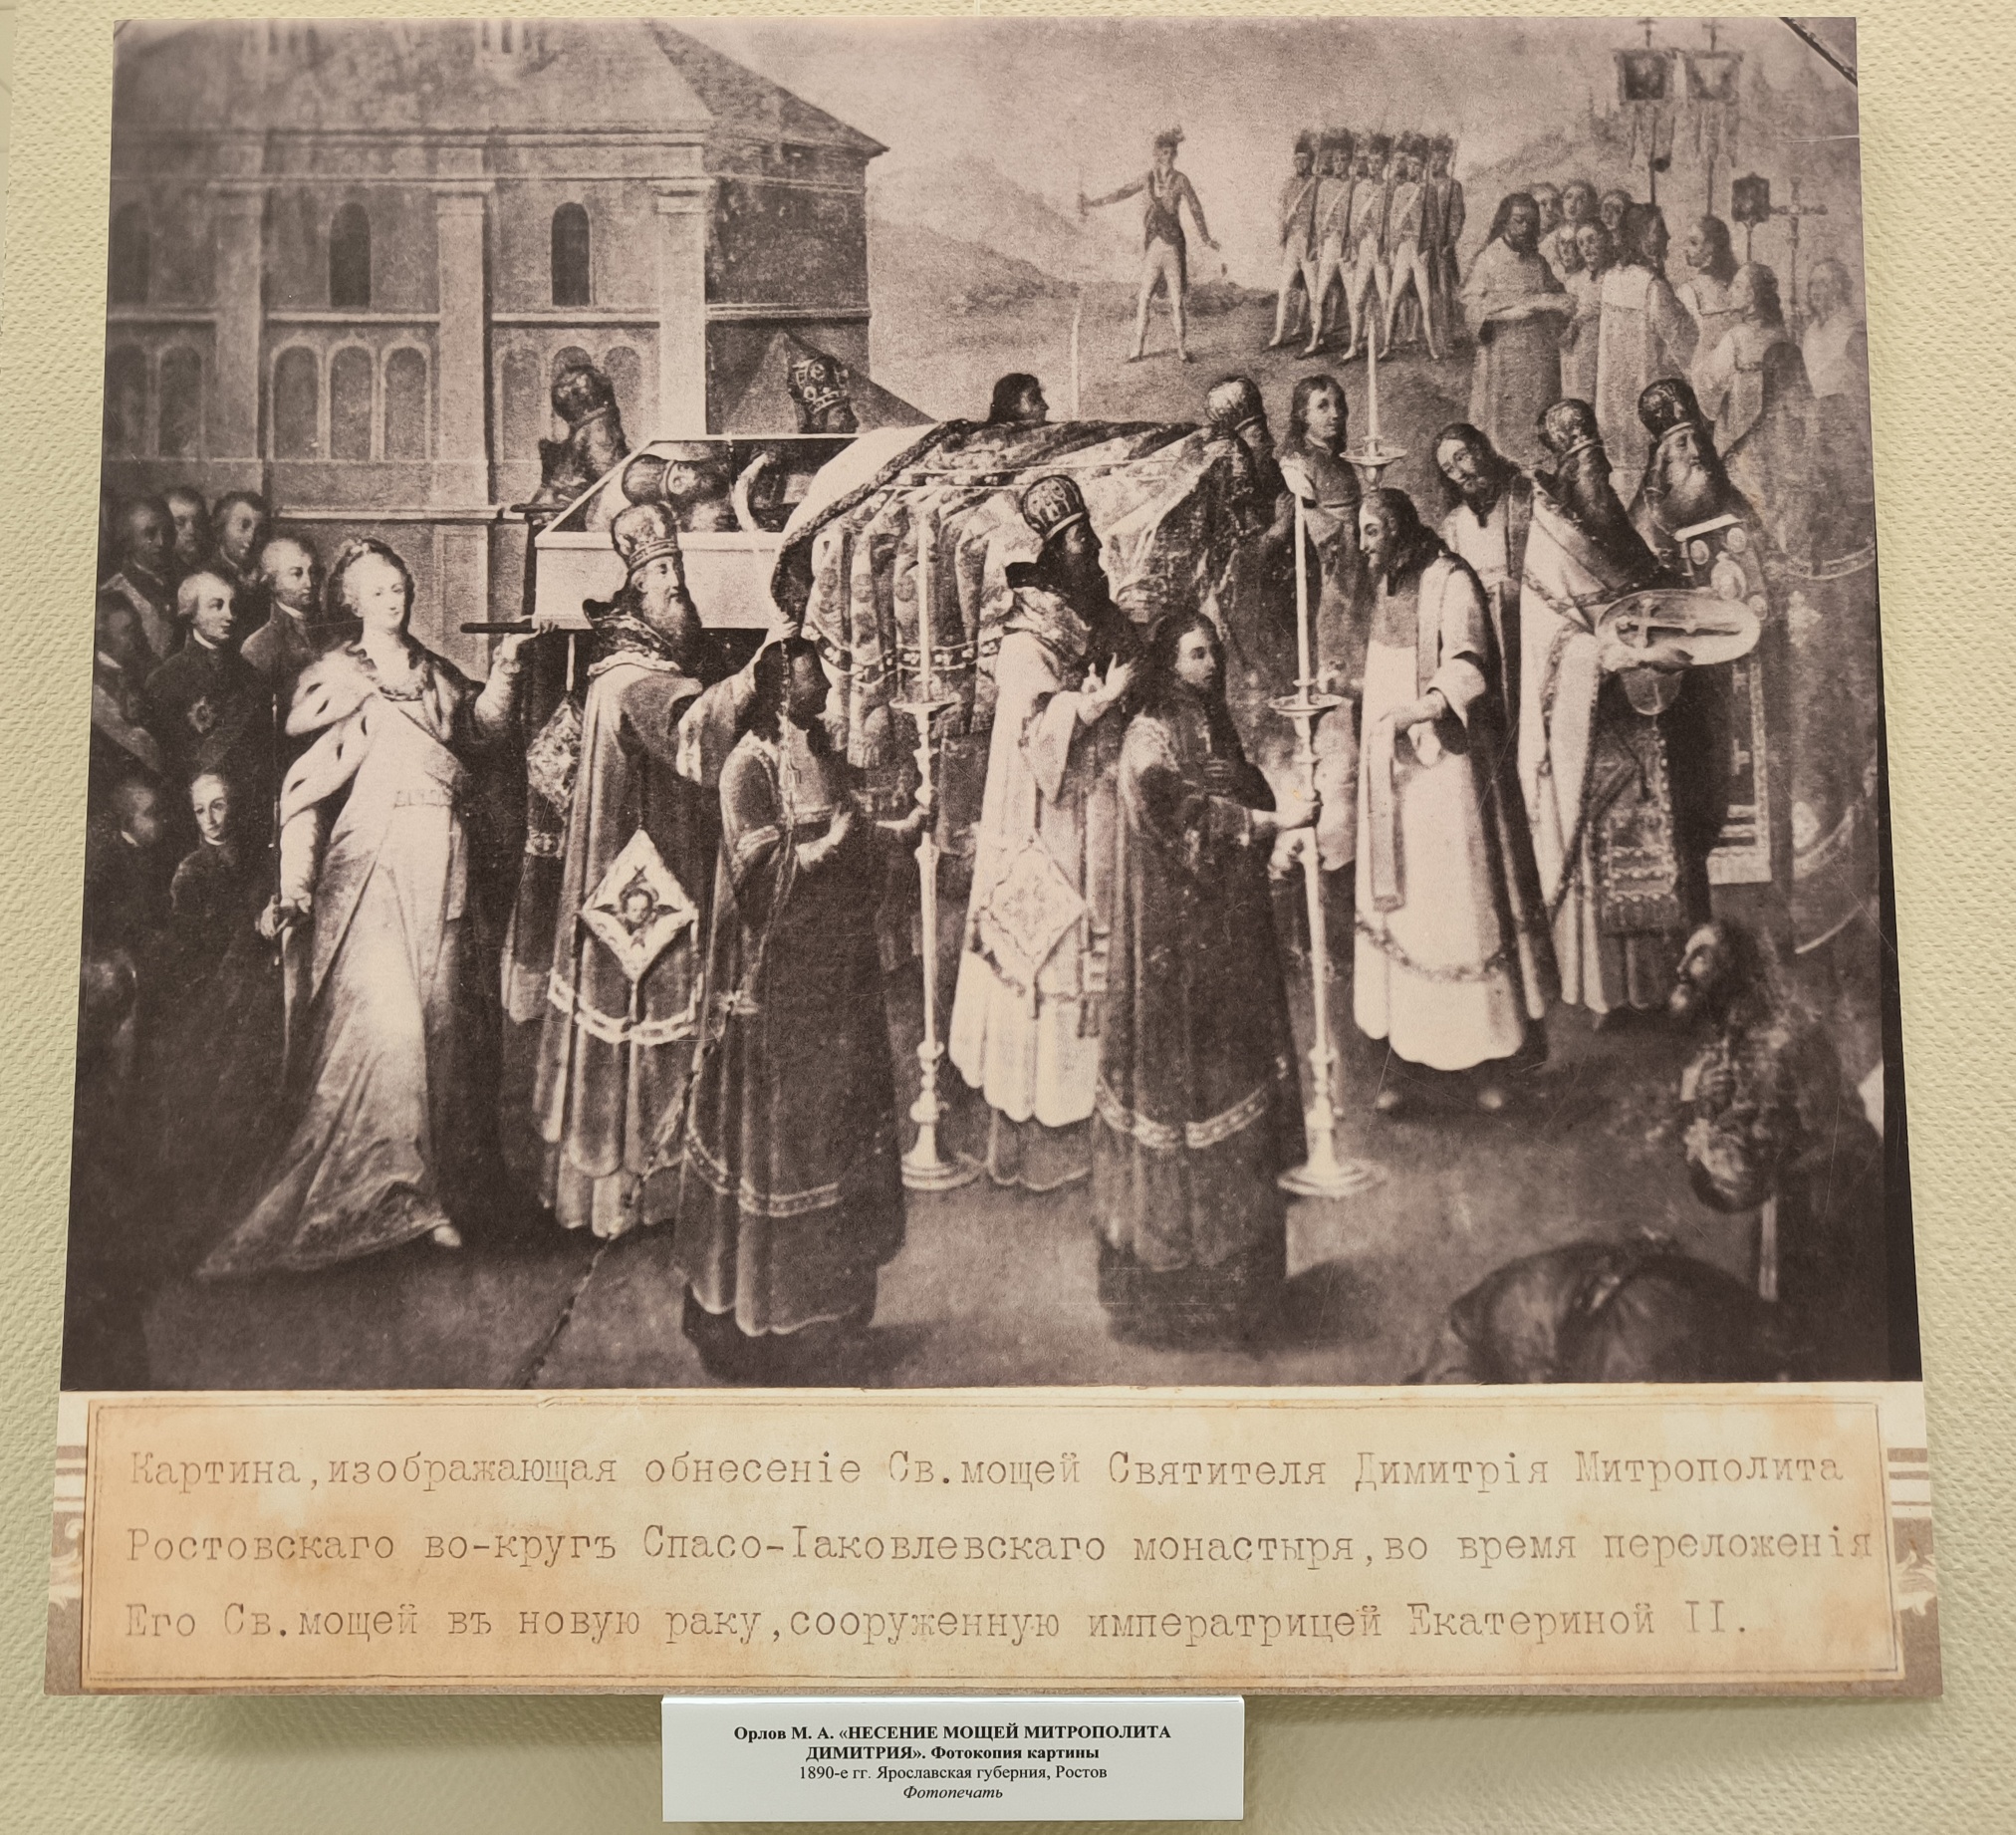 Картина,изображающая обнесеніе Св.мощей Святителя Димитрія Митрополита
Ростовскаго во-кругъ Спасо-Іаковлевскаго монастыря,во время переложенія
Его Св.мощей въ новую раку,сооруженную императрицей Екатериной II.
Орлов М. А. «НЕСЕНИЕ МОЩЕЙ МИТРОПОЛИТА
ДИМИТРИЯ». Фотокопия картины
1890-е гг. Ярославская губерния, Ростов
Фотопечать